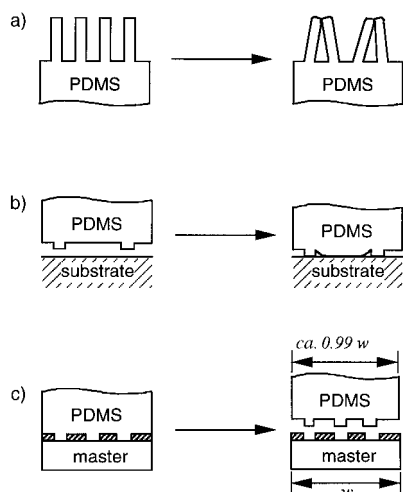 a)
PDMS
PDMS
b)
PDMS
substrate
PDMS
substrate
ca. 0.99 w
c)
PDMS
master
PDMS
master